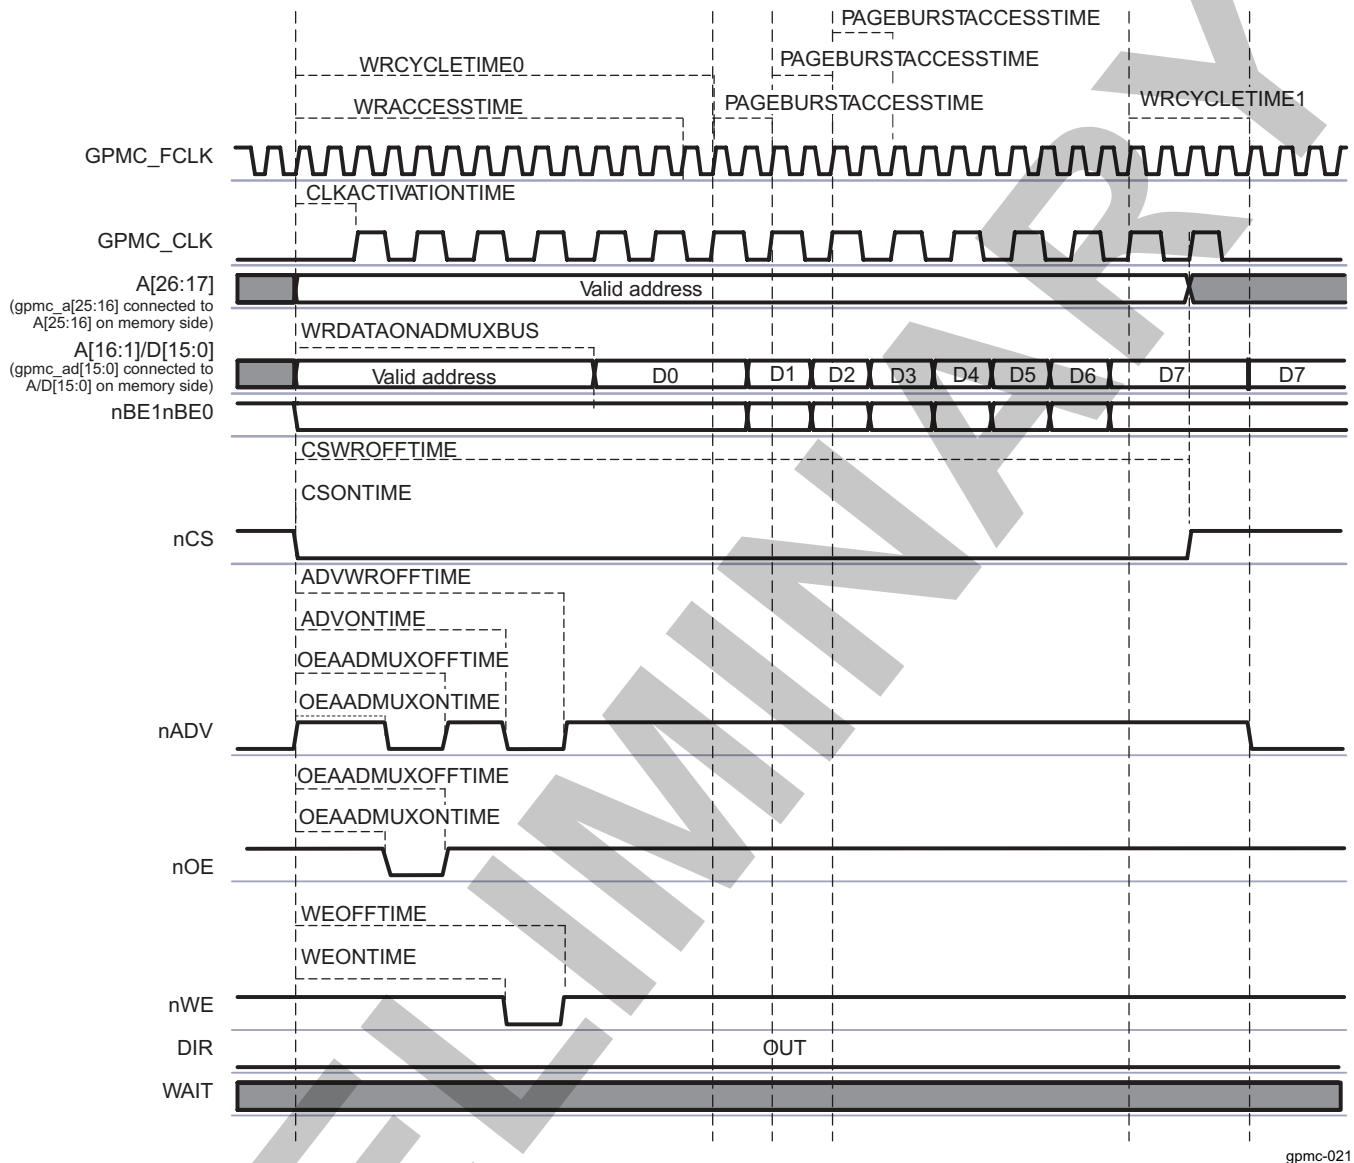 PAGEBURSTACCESSTIME
WRCYCLETIME0
PAGEBURSTACCESSTIME
WRACCESSTIME
PAGEBURSTACCESSTIME
WRCYCLETIME1
GPMC_FCLK
CLKACTIVATIONTIME
GPMC_CLK
A[26:17]
Valid address
(gpmc_a[25:16] connected to
A[25:16] on memory side)
WRDATAONADMUXBUS
A[16:1]/D[15:0]
(gpmc_ad[15:0] connected to
A/D[15:0] on memory side)
Valid address D0 D1 D2 D3 D4 D5 D6 D7 D7
nBE1nBE0
CSWROFFTIME
CSONTIME
nCS
ADVWROFFTIME
ADVONTIME
OEAADMUXOFFTIME
OEAADMUXONTIME
nADV
OEAADMUXOFFTIME
OEAADMUXONTIME
nOE
WEOFFTIME
WEONTIME
nWE
DIR OUT
WAIT
gpmc-021